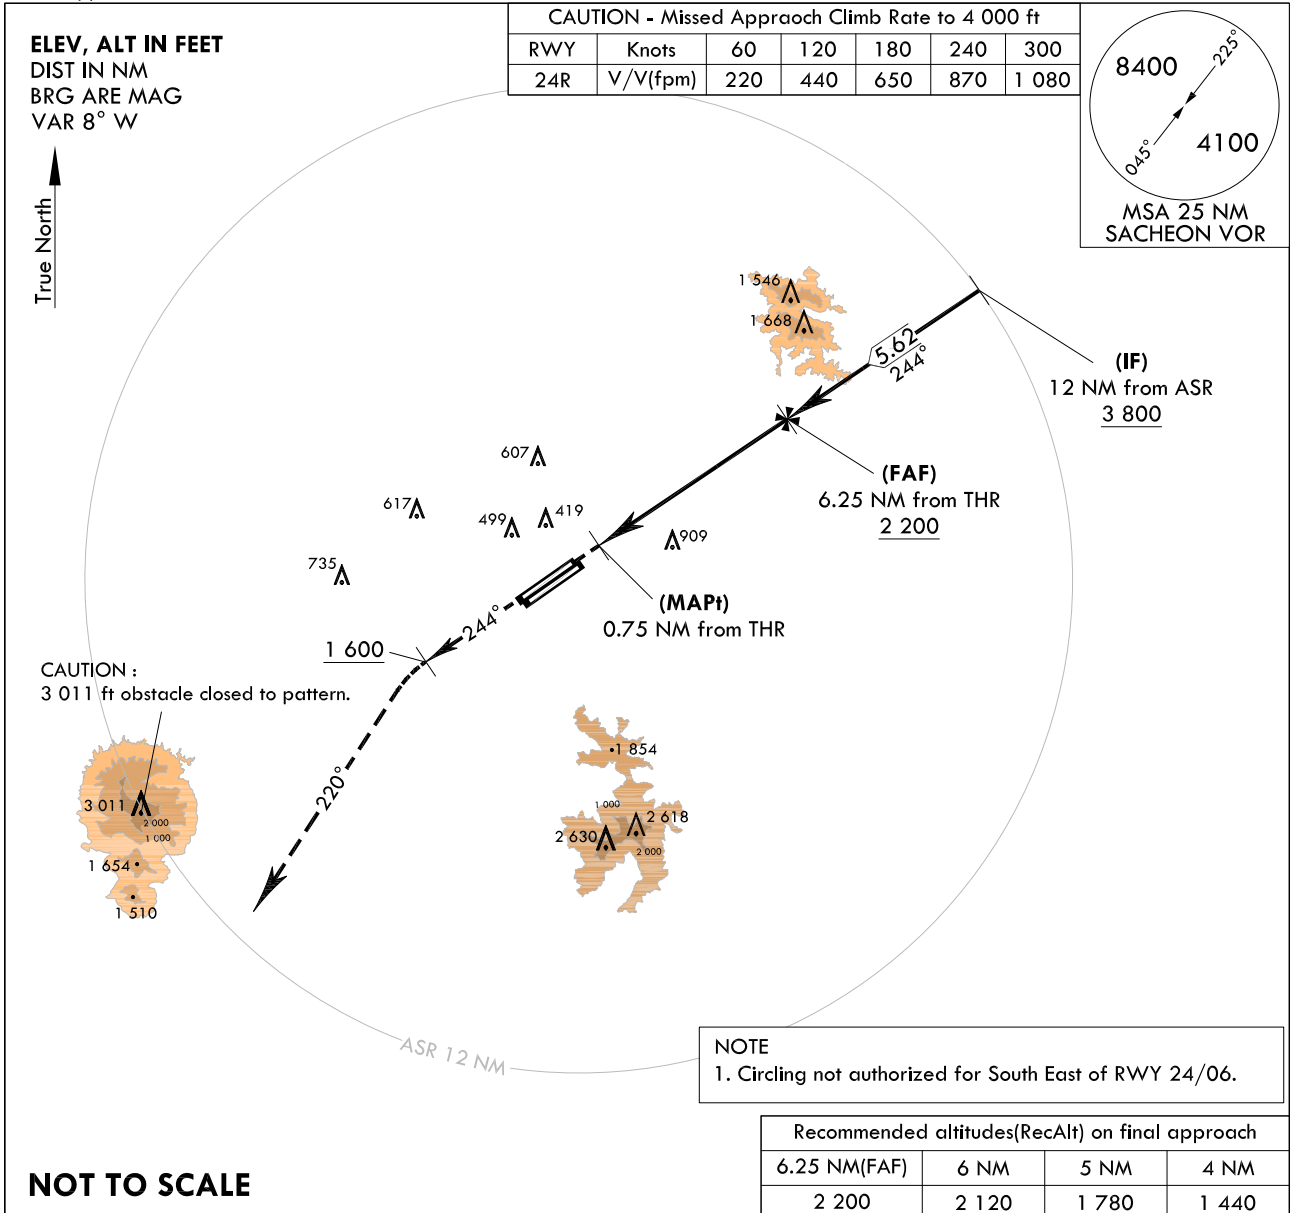 CAUTION - Missed Appraoch Climb Rate to 4 000 ft
RWY Knots 60 120 180 240 300
24R V/V(fpm) 220 440 650 870 1 080
ELEV, ALT IN FEET
DIST IN NM
BRG ARE MAG
VAR 8° W
True North
8400
225°
045°
4100
MSA 25 NM
SACHEON VOR
1 546
1 668
5.62
244°
(IF)
12 NM from ASR
3 800
(FAF)
6.25 NM from THR
2 200
607
617
499
419
909
735
(MAPt)
0.75 NM from THR
244°
1 600
CAUTION :
3 011 ft obstacle closed to pattern.
220°
3 011
2 000
1 000
1 654
1 510
1 854
1 000
2 618
2 630
2 000
ASR 12 NM
NOTE
1. Circling not authorized for South East of RWY 24/06.
NOT TO SCALE
Recommended altitudes(RecAlt) on final approach
6.25 NM(FAF) 6 NM 5 NM 4 NM
2 200 2 120 1 780 1 440